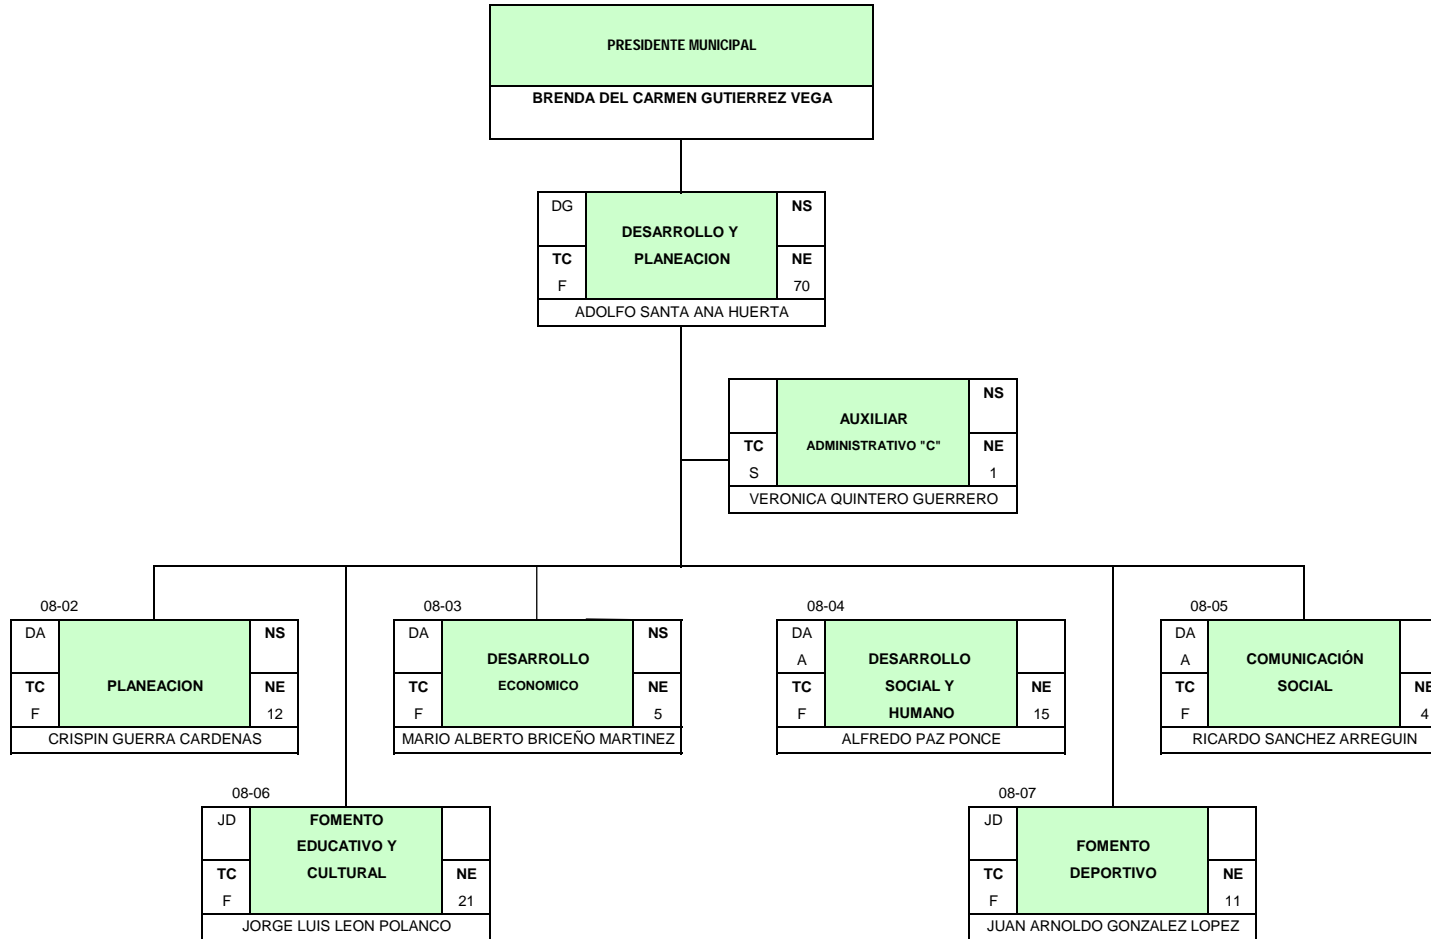 PRESIDENTE MUNICIPAL
BRENDA DEL CARMEN GUTIERREZ VEGA
DG
NS
DESARROLLO Y
TC
PLANEACION
NE
F
70
ADOLFO SANTA ANA HUERTA
NS
AUXILIAR
TC
ADMINISTRATIVO "C"
NE
S
1
VERONICA QUINTERO GUERRERO
08-02
DA
NS
TC
PLANEACION
NE
F
12
CRISPIN GUERRA CARDENAS
08-03
DA
NS
DESARROLLO
TC
ECONOMICO
NE
F
5
MARIO ALBERTO BRICEÑO MARTINEZ
08-04
DA
A
DESARROLLO
TC
SOCIAL Y
NE
F
HUMANO
15
ALFREDO PAZ PONCE
08-05
DA
A
COMUNICACIÓN
TC
SOCIAL
NE
F
4
RICARDO SANCHEZ ARREGUIN
08-06
JD
FOMENTO
EDUCATIVO Y
TC
CULTURAL
NE
F
21
JORGE LUIS LEON POLANCO
08-07
JD
FOMENTO
TC
DEPORTIVO
NE
F
11
JUAN ARNOLDO GONZALEZ LOPEZ